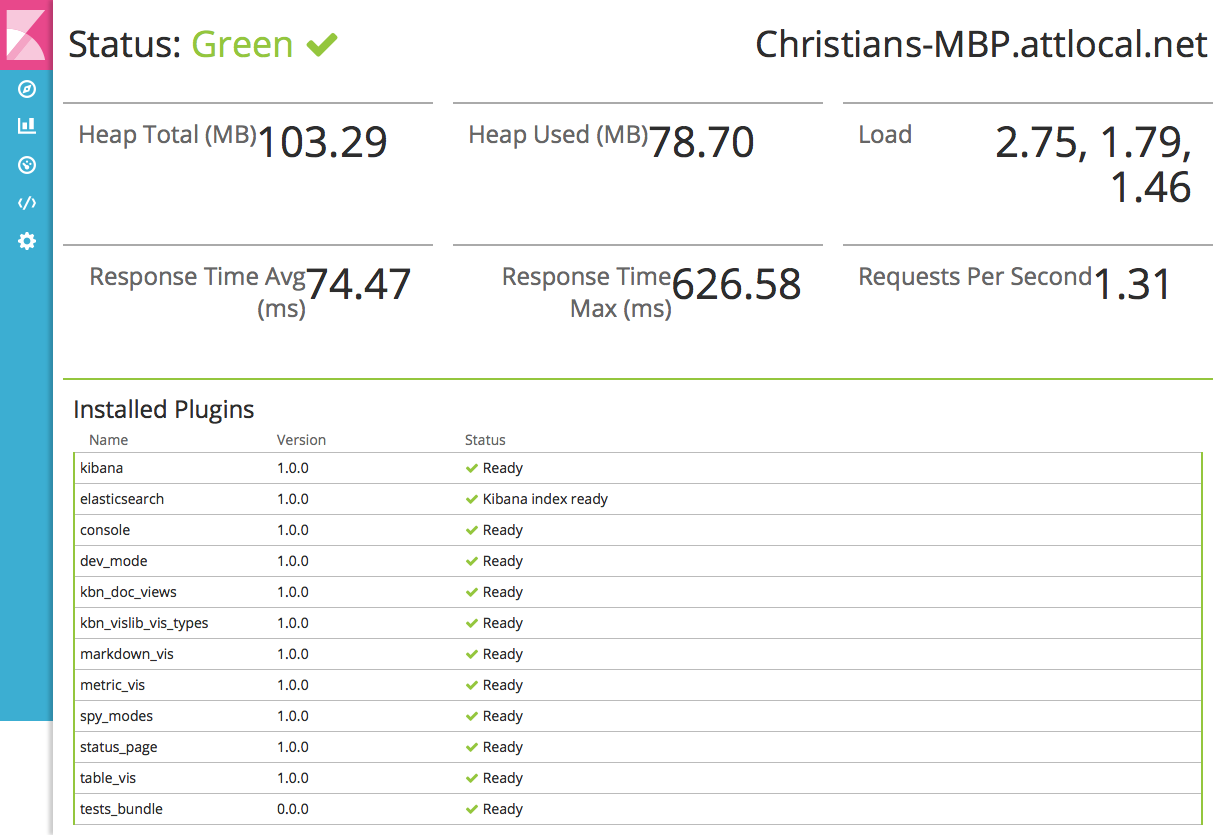 Status: Green
Christians-MBP.attlocal.net
Heap Total (MB) 103.29
Heap Used (MB) 78.70
Load 2.75, 1.79,
1.46
Response Time Avg 74.47
(ms)
Response Time 626.58
Max (ms)
Requests Per Second 1.31
Installed Plugins
Name Version Status
kibana 1.0.0 Ready
elasticsearch 1.0.0 Kibana index ready
console 1.0.0 Ready
dev_mode 1.0.0 Ready
kbn_doc_views 1.0.0 Ready
kbn_vislib_vis_types 1.0.0 Ready
markdown_vis 1.0.0 Ready
metric_vis 1.0.0 Ready
spy_modes 1.0.0 Ready
status_page 1.0.0 Ready
table_vis 1.0.0 Ready
tests_bundle 0.0.0 Ready